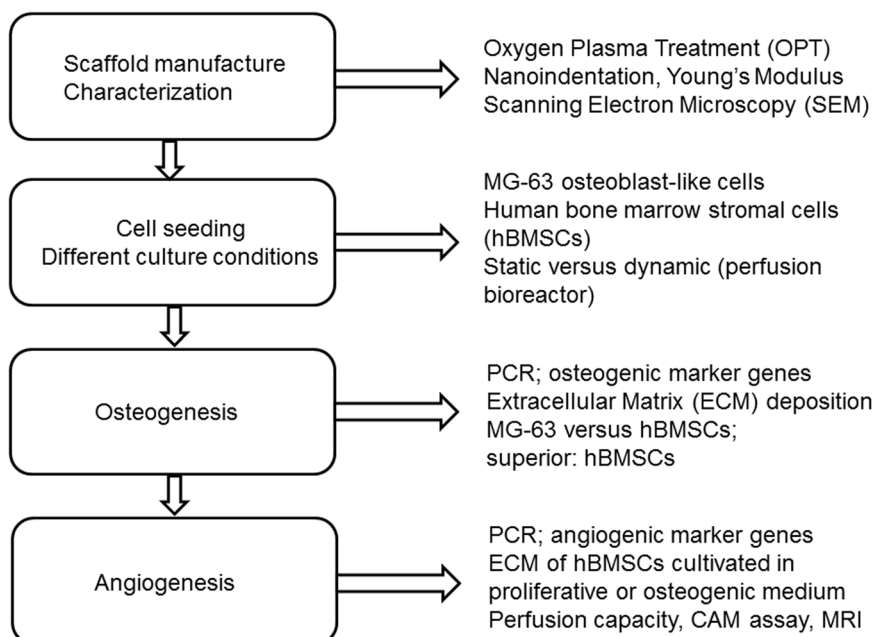 Scaffold manufacture
Characterization
Oxygen Plasma Treatment (OPT)
Nanoindentation, Young's Modulus
Scanning Electron Microscopy (SEM)
Cell seeding
Different culture conditions
MG-63 osteoblast-like cells
Human bone marrow stromal cells
(hBMSCs)
Static versus dynamic (perfusion
bioreactor)
Osteogenesis
PCR; osteogenic marker genes
Extracellular Matrix (ECM) deposition
MG-63 versus hBMSCs;
superior: hBMSCs
Angiogenesis
PCR; angiogenic marker genes
ECM of hBMSCs cultivated in
proliferative or osteogenic medium
Perfusion capacity, CAM assay, MRI